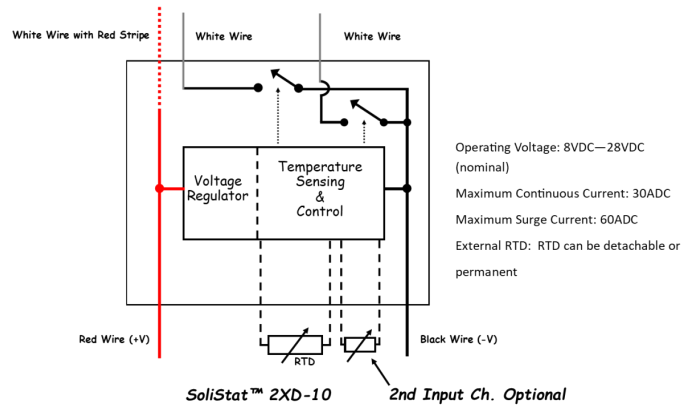 White Wire with Red Stripe
White Wire
White Wire
Voltage
Regulator
Temperature
Sensing
&
Control
Operating Voltage: 8VDC—28VDC
(nominal)
Maximum Continuous Current: 30ADC
Maximum Surge Current: 60ADC
External RTD:  RTD can be detachable or
permanent
Red Wire (+V)
RTD
Black Wire (-V)
SoliStat™ 2XD-10
2nd Input Ch. Optional